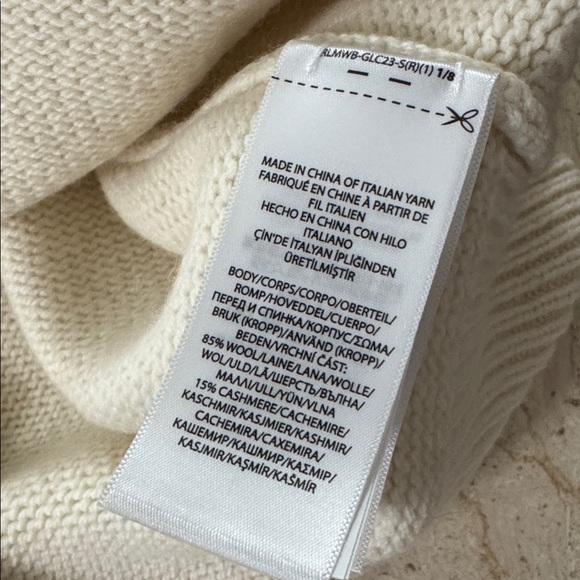 RLMWB-GLC23-S(R)(1) 1/8
MADE IN CHINA OF ITALIAN YARN
FABRIQUÉ EN CHINE À PARTIR DE
FIL ITALIEN
HECHO EN CHINA CON HILO
ITALIANO
ÇİN'DE İTALYAN İPLİĞİNDEN
ÜRETİLMİŞTİR
BODY/CORPS/CORPO/OBERTEIL/
ROMP/HOVEDDEL/CUERPO/
ПЕРЕД И СПИНКА/КОРПУС/ΣΩΜΑ/
BRUK (KROPP)/ANVÄND (KROPP)/
BEDEN/VRCHNÍ ČÁST:
85% WOOL/LAINE/LANA/WOLLE/
WOL/ULD/LÃ/ШЕРСТЬ/ВЪЛНА/
ΜΑΛΛΙ/ULL/YÜN/VLNA
15% CASHMERE/CACHEMIRE/
KASCHMIR/KASJMIER/KASHMIR/
CACHEMIRA/CAXEMIRA/
КАШЕМИР/КАШМИР/ΚΑΣΜΙΡ/
KASJMIR/KAŞMİR/KAŠMÍR